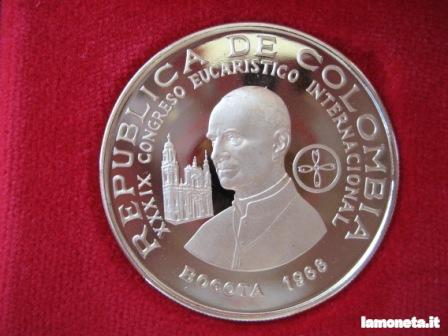 REPUBLICA DE COLOMBIA
XXXIX CONGRESO EUCARISTICO INTERNACIONAL
BOGOTA 1968
lamoneta.it